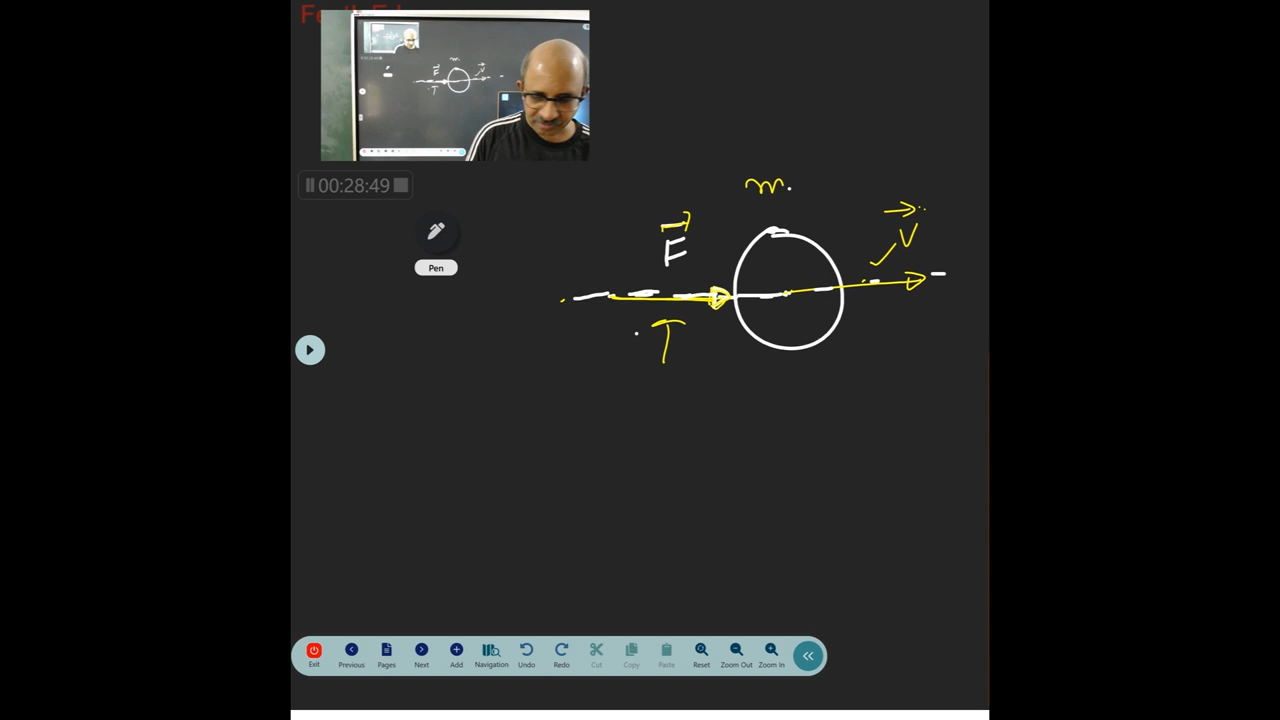 00:28:49
m
V
F
Pen
T
Exit Previous Pages Next Add Navigation Undo Redo Cut Copy Paste Reset Zoom Out Zoom In